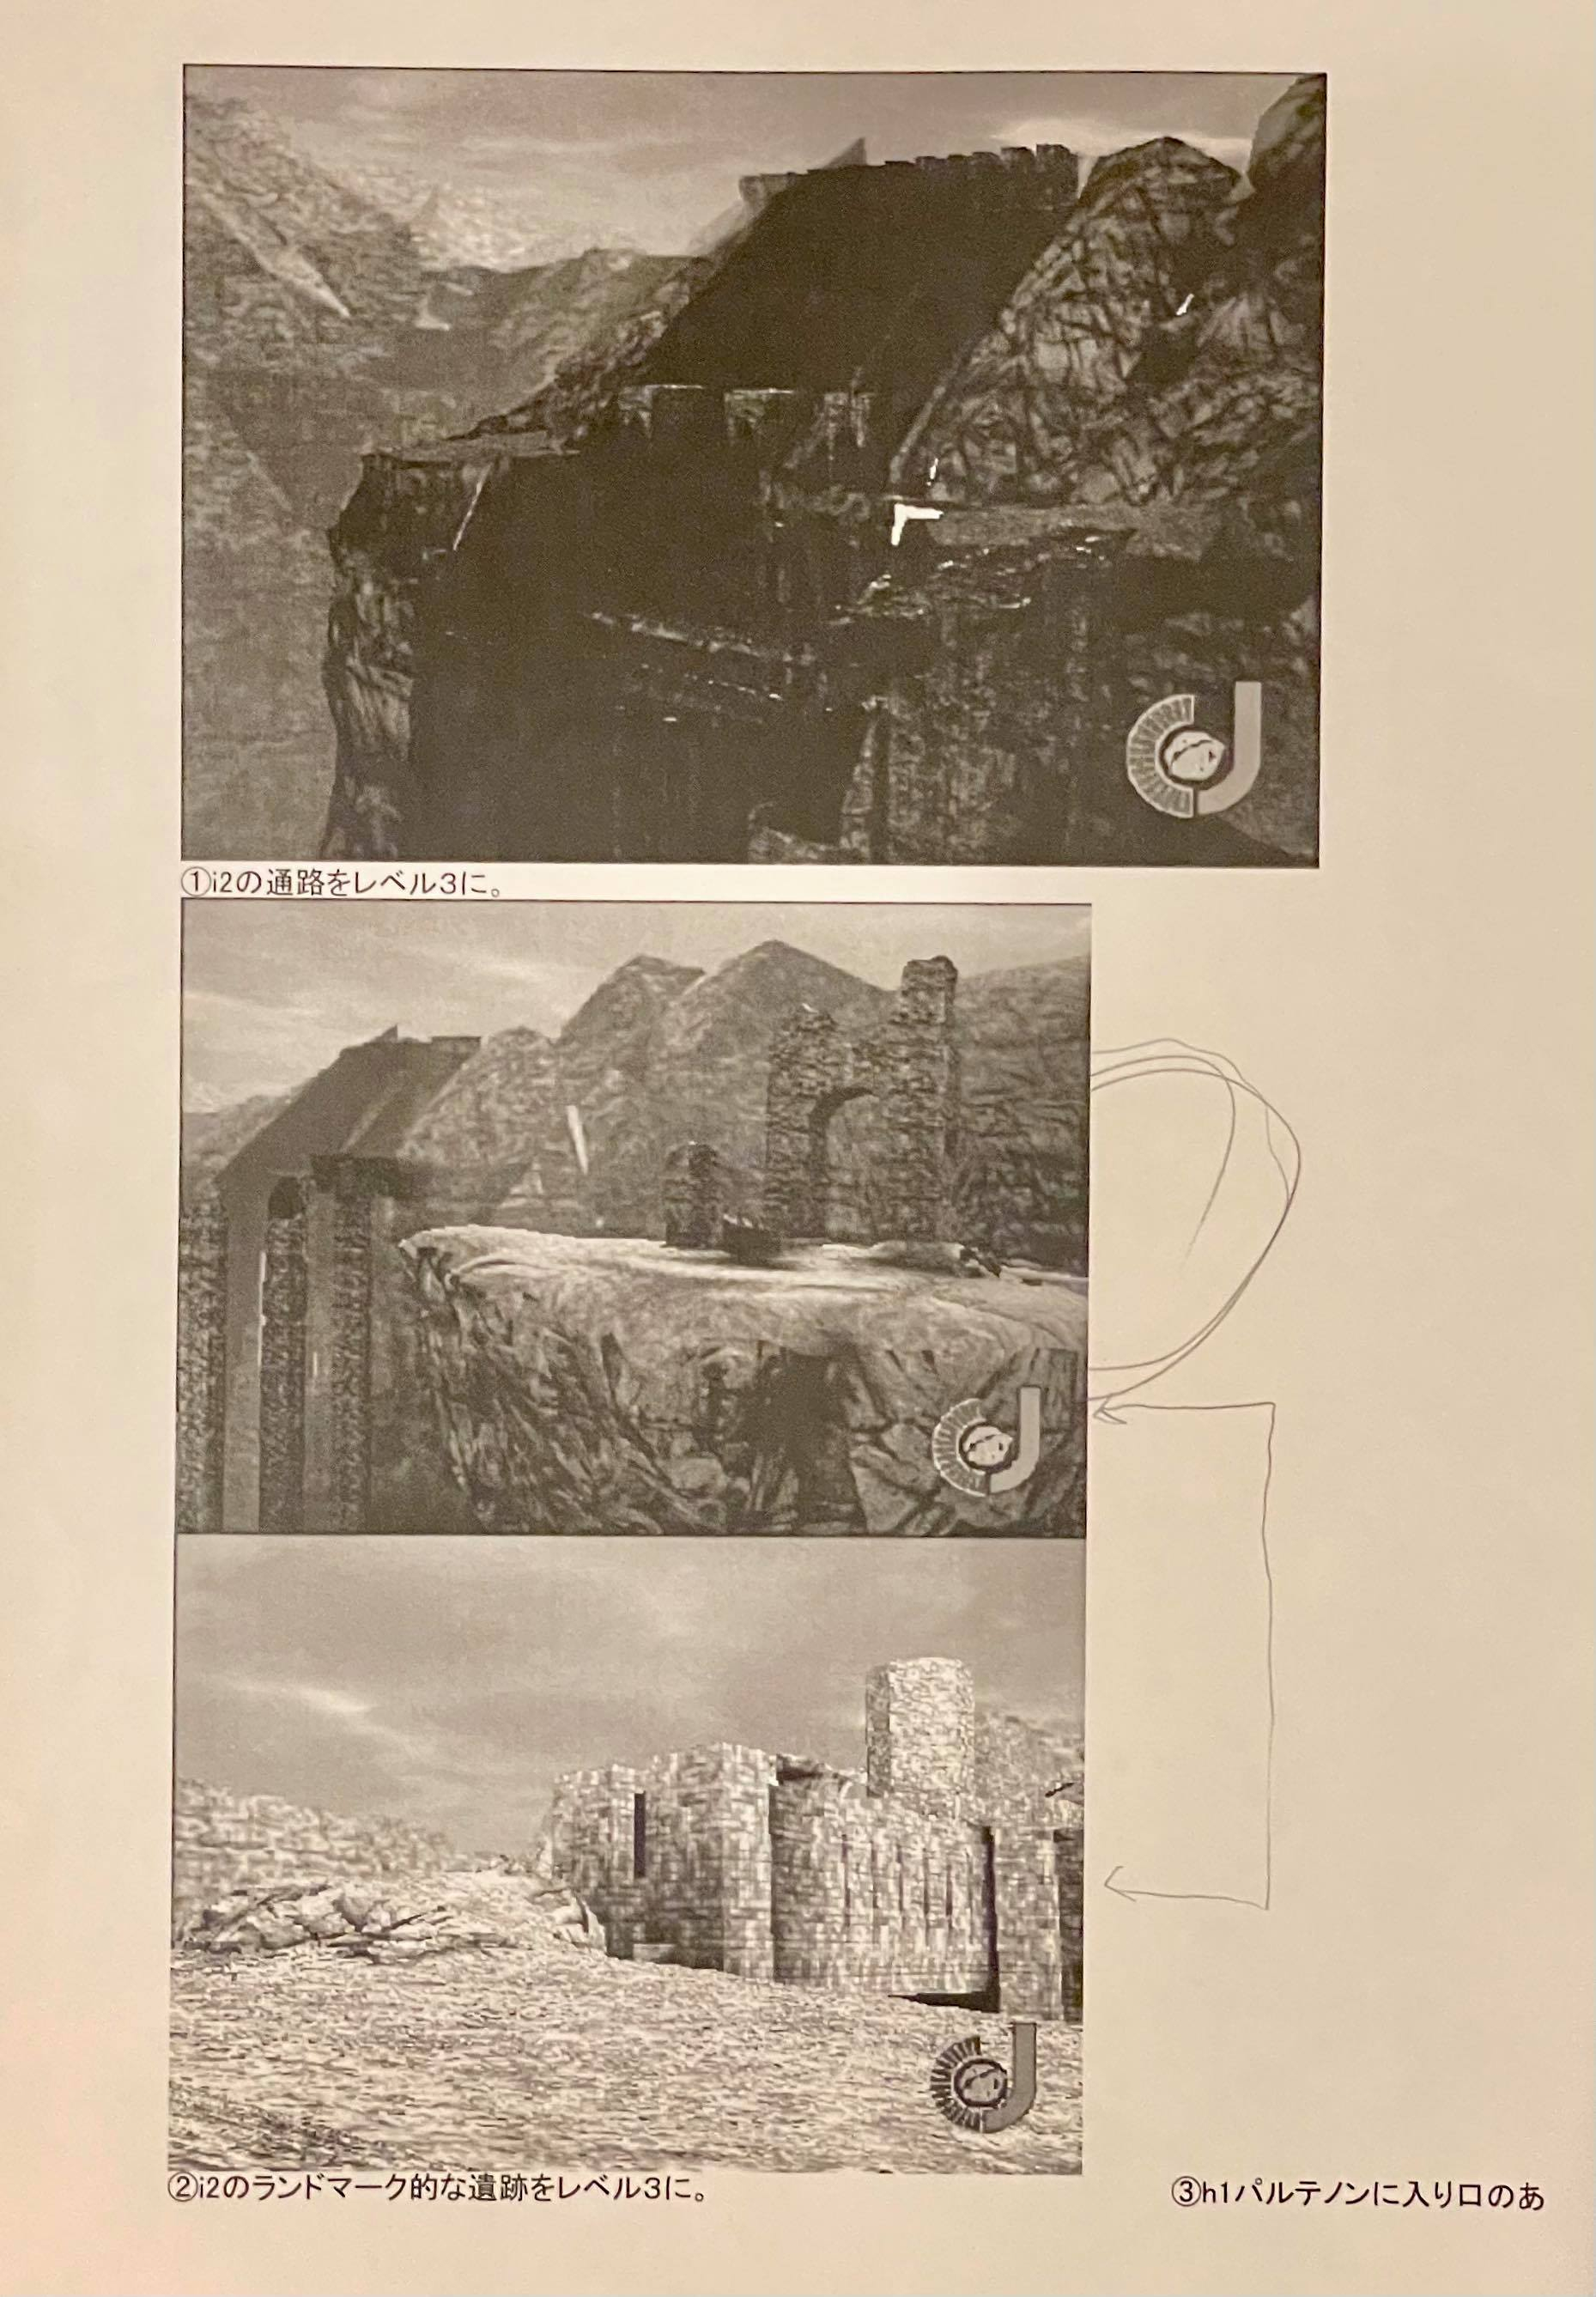 ①i2の通路をレベル3に。
②i2のランドマーク的な遺跡をレベル3に。
③h1パルテノンに入り口のあ